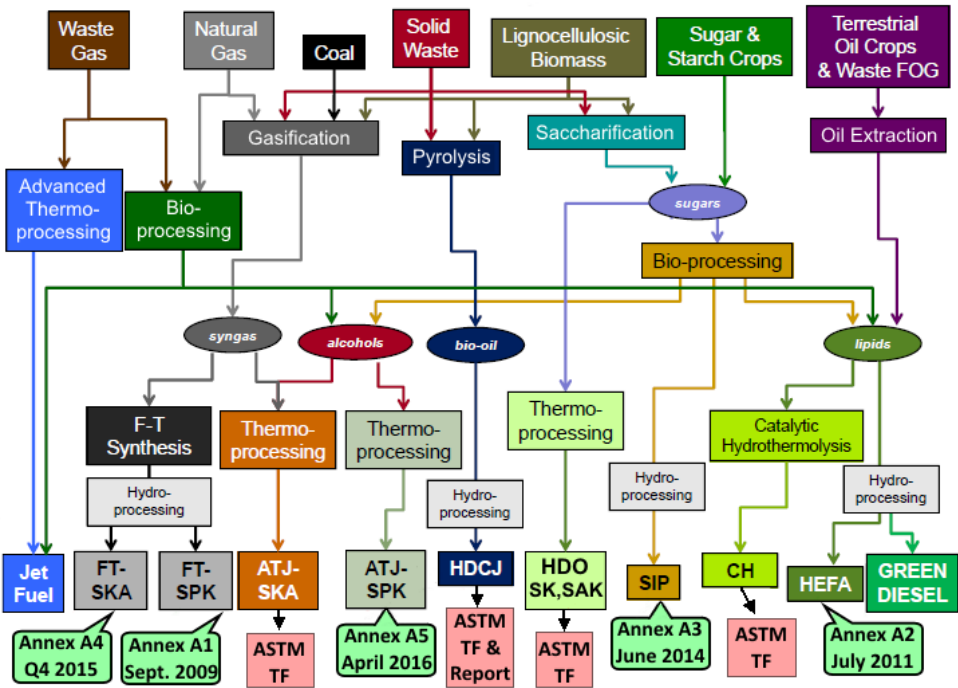 Waste
Gas
Natural
Gas
Coal
Solid
Waste
Lignocellulosic
Biomass
Sugar &
Starch Crops
Terrestrial
Oil Crops
& Waste FOG
Gasification
Pyrolysis
Saccharification
Oil Extraction
Advanced
Thermo-
processing
Bio-
processing
sugars
Bio-processing
syngas
alcohols
bio-oil
lipids
F-T
Synthesis
Thermo-
processing
Thermo-
processing
Thermo-
processing
Catalytic
Hydrothermolysis
Hydro-
processing
Hydro-
processing
Hydro-
processing
Hydro-
processing
Jet
Fuel
FT-
SKA
FT-
SPK
ATJ-
SKA
ATJ-
SPK
HDCJ
HDO
SK,SAK
SIP
CH
HEFA
GREEN
DIESEL
Annex A4
Q4 2015
Annex A1
Sept. 2009
ASTM
TF
Annex A5
April 2016
ASTM
TF &
Report
ASTM
TF
Annex A3
June 2014
ASTM
TF
Annex A2
July 2011